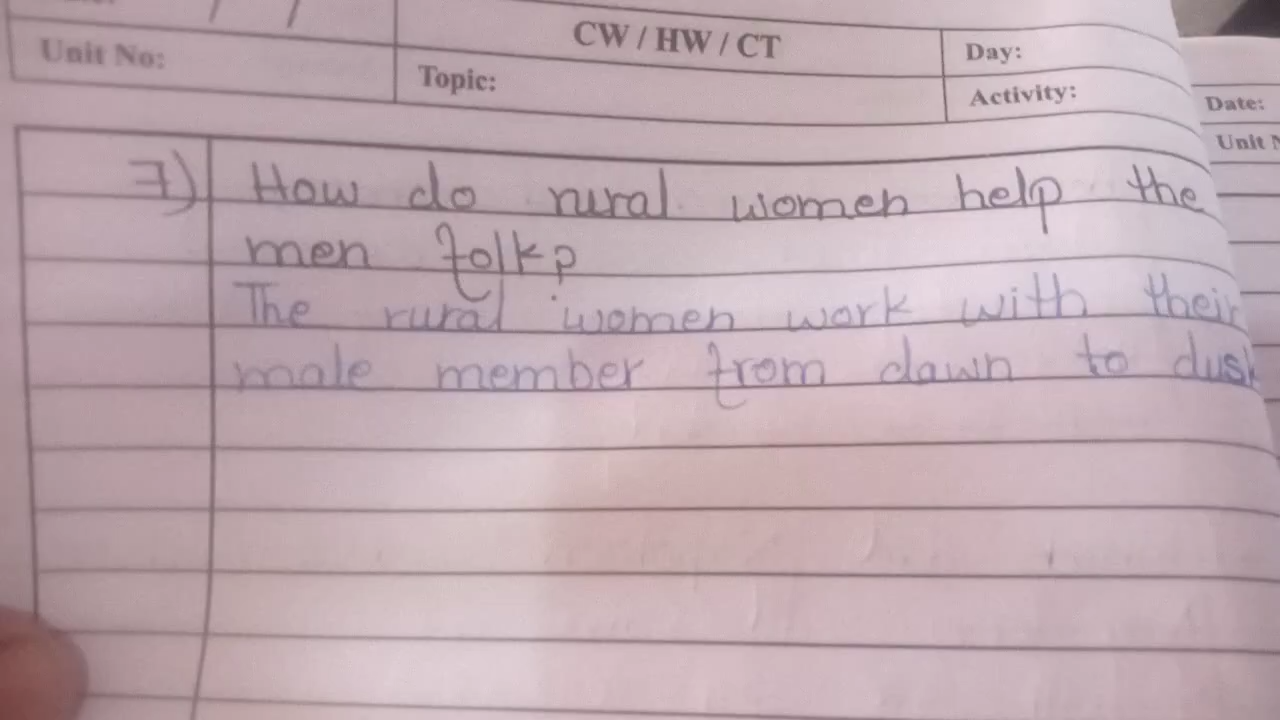 CW / HW / CT
Day:
Unit No:
Topic:
Activity:
Date:
Unit N
7) How do rural women help the
men folk?
The rural women work with their
male member from dawn to dusk